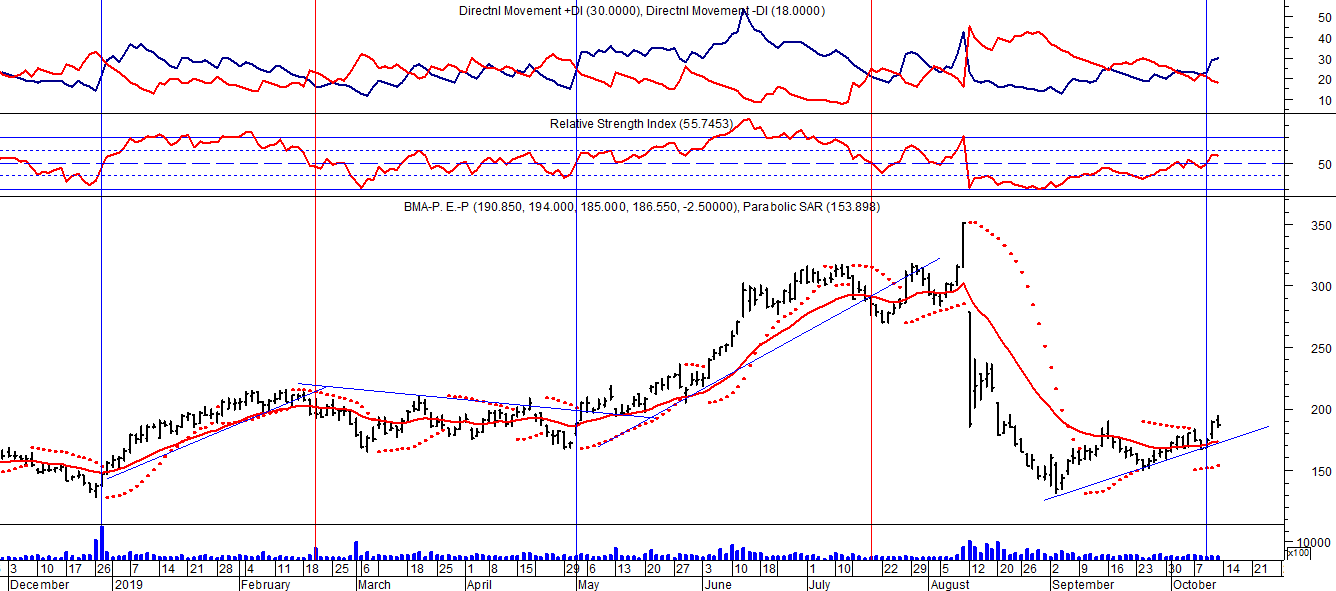 Directnl Movement +DI (30.0000), Directnl Movement -DI (18.0000)
50
40
30
20
10
Relative Strength Index (55.7453)
50
BMA-P. E.-P (190.850, 194.000, 185.000, 186.550, -2.50000), Parabolic SAR (153.898)
350
300
250
200
150
10000
x100
3 10 17 26 7 14 21 28 4 11 18 25 6 18 25 1 8 15 29 6 13 20 27 3 10 18 1 10 22 29 5 12 20 26 2 9 16 23 30 7 14 21
December 2019 February March April May June July August September October